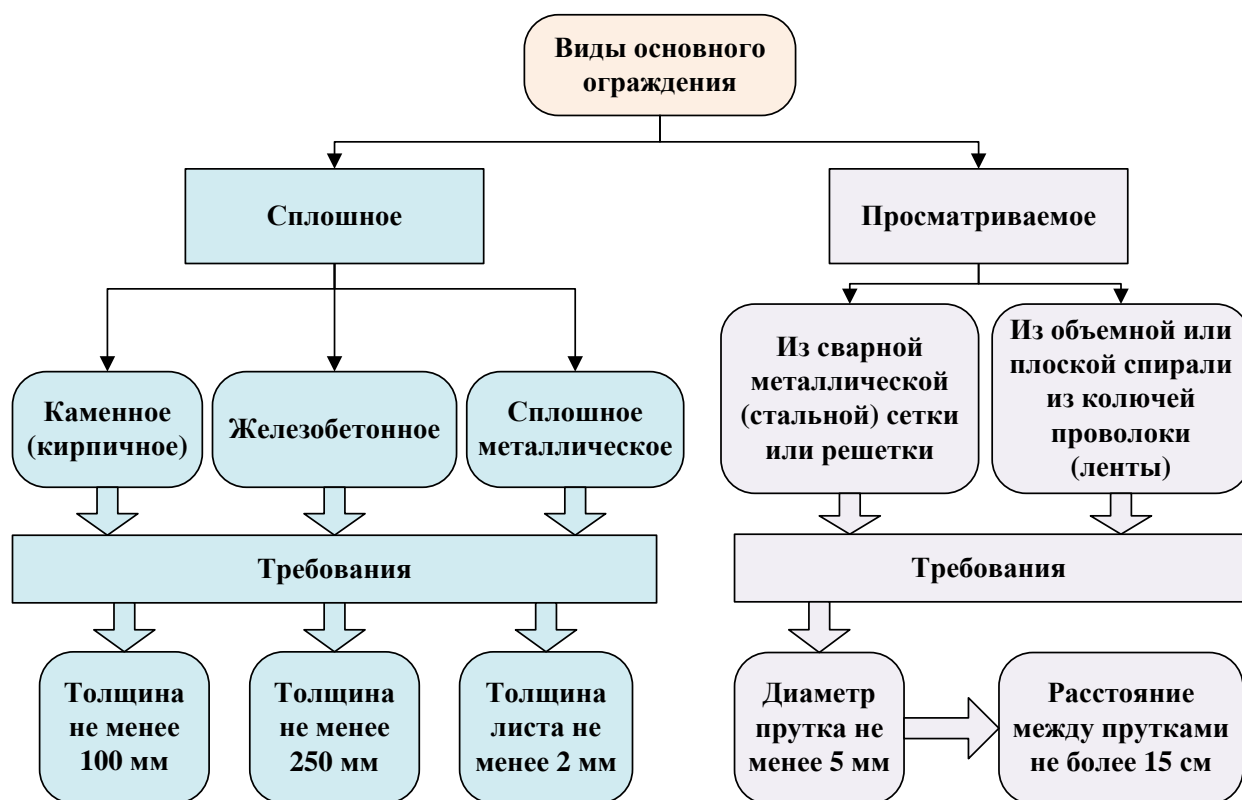 Виды основного
ограждения
Сплошное
Просматриваемое
Каменное
(кирпичное)
Железобетонное
Сплошное
металлическое
Из сварной
металлической
(стальной) сетки
или решетки
Из объемной или
плоской спирали
из колючей
проволоки
(ленты)
Требования
Требования
Толщина
не менее
100 мм
Толщина
не менее
250 мм
Толщина
листа не
менее 2 мм
Диаметр
прутка не
менее 5 мм
Расстояние
между прутками
не более 15 см